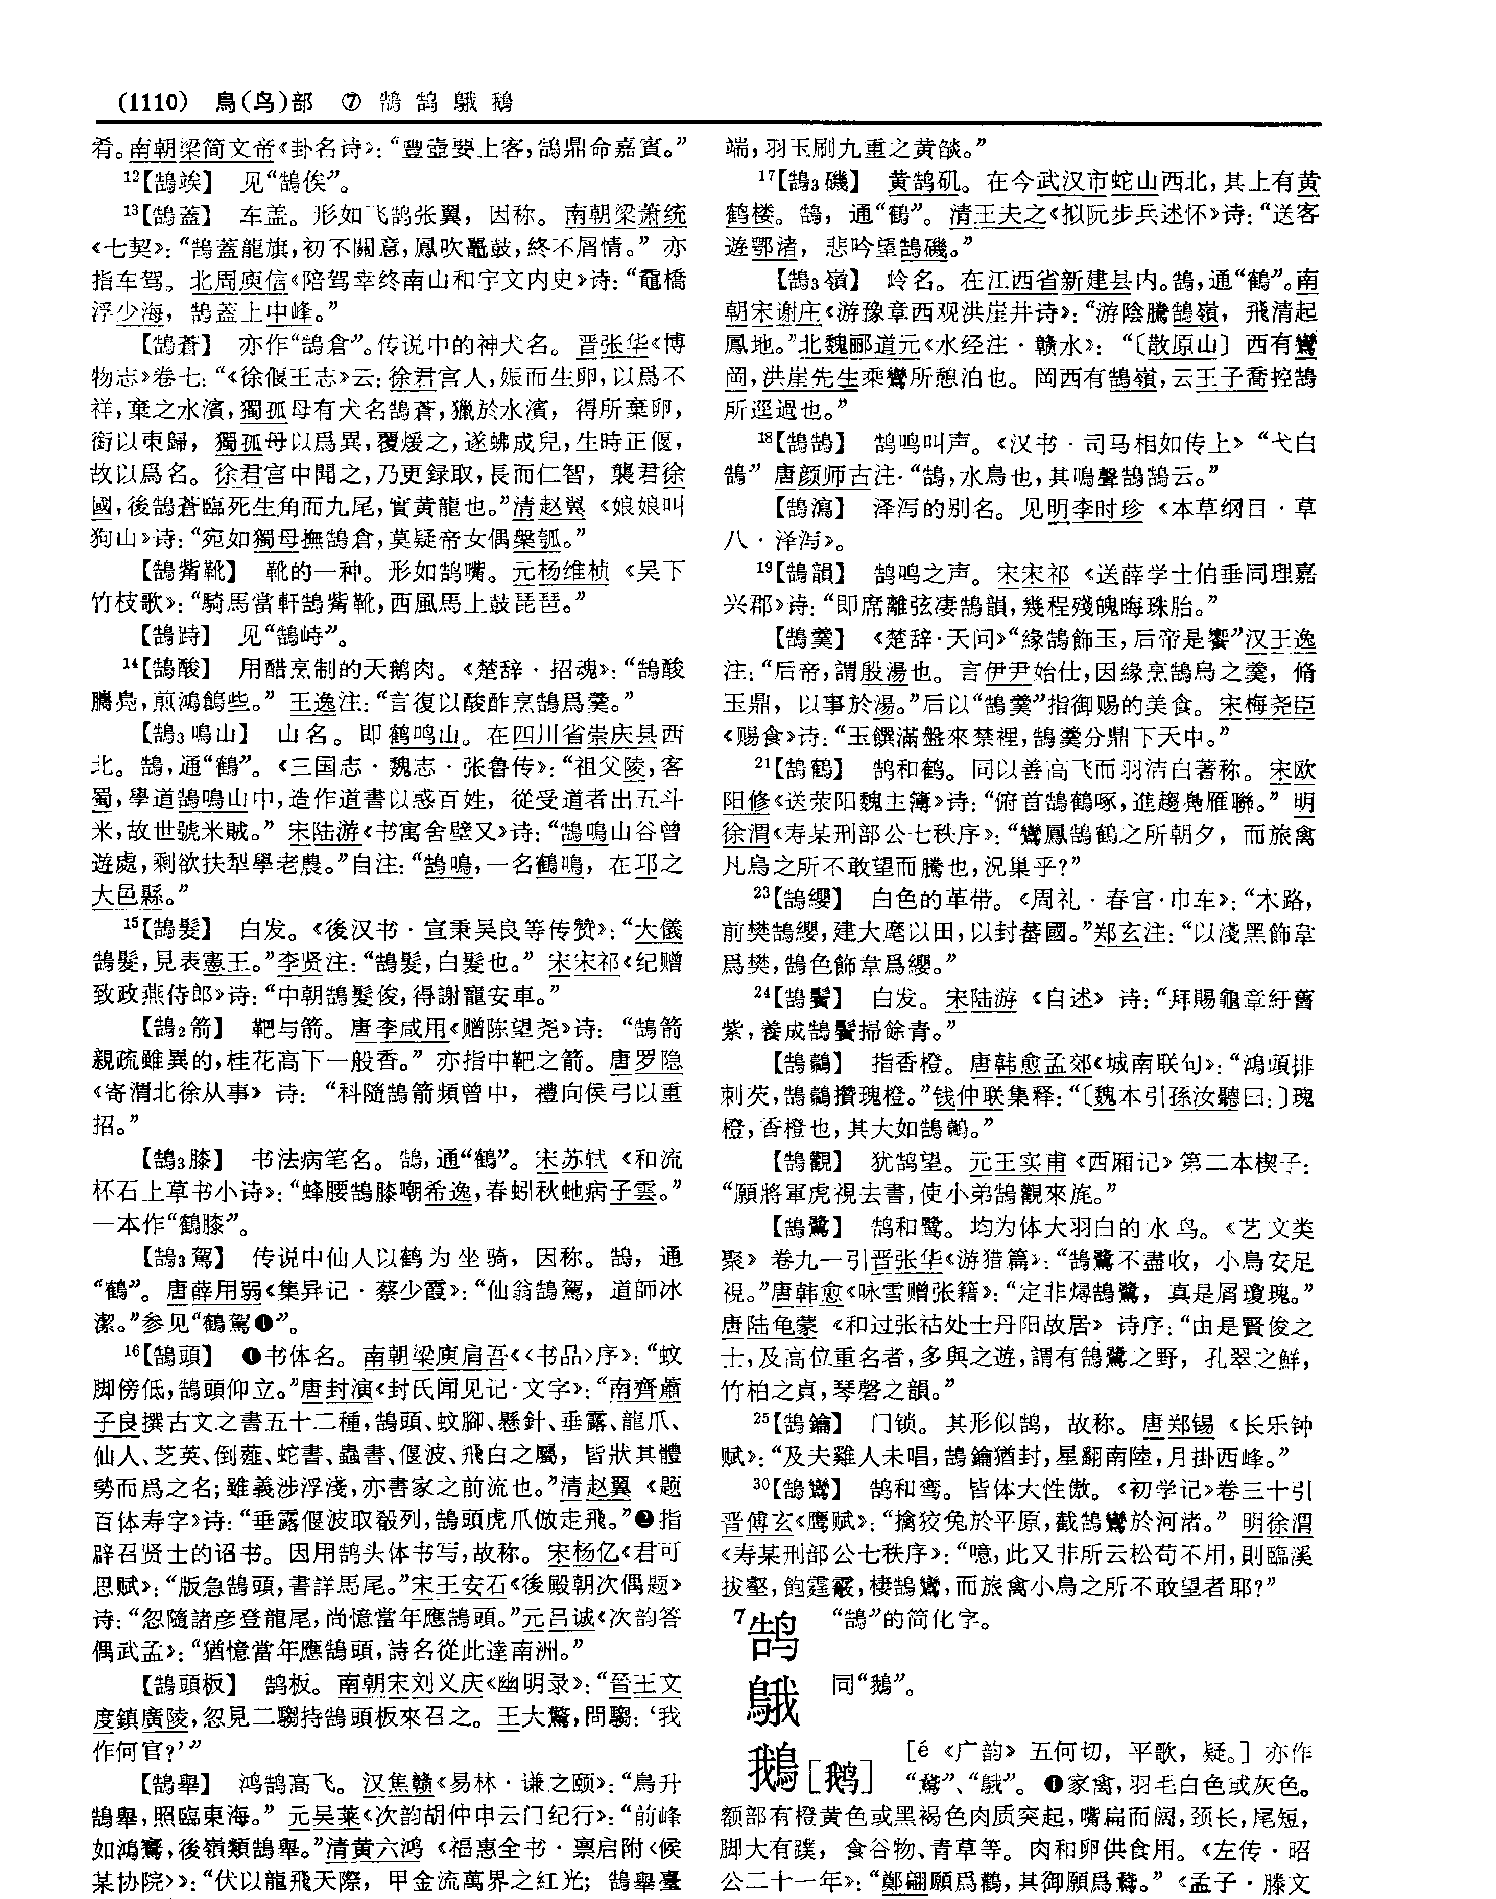 (1110) 鳥(鸟)部 ⑦ 鵠 鹄 䳘 鵝
肴。南朝梁简文帝《卦名诗》：“豐壺要上客，鵠鼎命嘉賓。”
12【鵠竢】 见“鵠俟”。
13【鵠蓋】 车盖。形如飞鹄张翼，因称。南朝梁萧统
《七契》：“鵠蓋龍旗，初不關意，鳳吹鼉鼓，終不屑情。”亦
指车驾。北周庾信《陪驾幸终南山和宇文内史》诗：“黿橋
浮少海，鵠蓋上中峰。”
【鵠蒼】 亦作“鵠倉”。传说中的神犬名。晋张华《博
物志》卷七：“《徐偃王志》云：徐君宫人，娠而生卵，以爲不
祥，棄之水濱，獨孤母有犬名鵠蒼，獵於水濱，得所棄卵，
銜以東歸，獨孤母以爲異，覆煖之，遂䖣成兒，生時正偃，
故以爲名。徐君宫中聞之，乃更録取，長而仁智，襲君徐
國，後鵠蒼臨死生角而九尾，實黄龍也。”清赵翼《娘娘叫
狗山》诗：“宛如獨母撫鵠倉，莫疑帝女偶槃瓠。”
【鵠觜靴】 靴的一种。形如鹄嘴。元杨维桢《吴下
竹枝歌》：“騎馬當軒鵠觜靴，西風馬上鼓琵琶。”
【鵠跱】 见“鵠峙”。
14【鵠酸】 用醋烹制的天鹅肉。《楚辞·招魂》：“鵠酸
臇鳧，煎鴻鶬些。”王逸注：“言復以酸酢烹鵠爲羹。”
【鵠3鳴山】 山名。即鹤鸣山。在四川省崇庆县西
北。鵠，通“鶴”。《三国志·魏志·张鲁传》：“祖父陵，客
蜀，學道鵠鳴山中，造作道書以惑百姓，從受道者出五斗
米，故世號米賊。”宋陆游《书寓舍壁又》诗：“鵠鳴山谷曾
遊處，剩欲扶犁學老農。”自注：“鵠鳴，一名鶴鳴，在邛之
大邑縣。”
15【鵠髮】 白发。《後汉书·宣秉吴良等传赞》：“大儀
鵠髮，見表憲王。”李贤注：“鵠髮，白髮也。”宋宋祁《纪赠
致政燕侍郎》诗：“中朝鵠髮俊，得謝寵安車。”
【鵠2箭】 靶与箭。唐李咸用《赠陈望尧》诗：“鵠箭
親疏雖異的，桂花高下一般香。”亦指中靶之箭。唐罗隐
《寄渭北徐从事》诗：“科隨鵠箭頻曾中，禮向侯弓以重
招。”
【鵠3膝】 书法病笔名。鵠，通“鶴”。宋苏轼《和流
杯石上草书小诗》：“蜂腰鵠膝嘲希逸，春蚓秋虵病子雲。”
一本作“鶴膝”。
【鵠3駕】 传说中仙人以鹤为坐骑，因称。鵠，通
“鶴”。唐薛用弱《集异记·蔡少霞》：“仙翁鵠駕，道師冰
潔。”参见“鶴駕❶”。
16【鵠頭】 ❶书体名。南朝梁庾肩吾《〈书品〉序》：“蚊
脚傍低，鵠頭仰立。”唐封演《封氏闻见记·文字》：“南齊蕭
子良撰古文之書五十二種，鵠頭、蚊腳、懸針、垂露、龍爪、
仙人、芝英、倒薤、蛇書、蟲書、偃波、飛白之屬，皆狀其體
勢而爲之名；雖義涉浮淺，亦書家之前流也。”清赵翼《题
百体寿字》诗：“垂露偃波取毂列，鵠頭虎爪倣走飛。”❷指
辟召贤士的诏书。因用鹄头体书写，故称。宋杨亿《君可
思赋》：“版急鵠頭，書詳馬尾。”宋王安石《後殿朝次偶题》
诗：“忽隨諸彦登龍尾，尚憶當年應鵠頭。”元吕诚《次韵答
偶武孟》：“猶憶當年應鵠頭，詩名從此達南洲。”
【鵠頭板】 鹄板。南朝宋刘义庆《幽明录》：“晉王文
度鎮廣陵，忽見二騶持鵠頭板來召之。王大驚，問騶：‘我
作何官？’”
【鵠舉】 鸿鹄高飞。汉焦赣《易林·谦之颐》：“鳥升
鵠舉，照臨東海。”元吴莱《次韵胡仲申云门纪行》：“前峰
如鴻騫，後嶺類鵠舉。”清黄六鸿《福惠全书·禀启附〈候
某协院〉》：“伏以龍飛天際，甲金流萬界之红光；鵠舉臺
端，羽玉刷九重之黄燄。”
17【鵠3磯】 黄鹄矶。在今武汉市蛇山西北，其上有黄
鹤楼。鵠，通“鶴”。清王夫之《拟阮步兵述怀》诗：“送客
遊鄂渚，悲吟望鵠磯。”
【鵠3嶺】 岭名。在江西省新建县内。鵠，通“鶴”。南
朝宋谢庄《游豫章西观洪崖井诗》：“游陰騰鵠嶺，飛清起
鳳地。”北魏郦道元《水经注·赣水》：“〔散原山〕西有鸞
岡，洪崖先生乘鸞所憩泊也。岡西有鵠嶺，云王子喬控鵠
所逕過也。”
18【鵠鵠】 鹄鸣叫声。《汉书·司马相如传上》“弋白
鵠”唐颜师古注：“鵠，水鳥也，其鳴聲鵠鵠云。”
【鵠瀉】 泽泻的别名。见明李时珍《本草纲目·草
八·泽泻》。
19【鵠韻】 鹄鸣之声。宋宋祁《送薛学士伯垂同理嘉
兴郡》诗：“即席離弦凄鵠韻，幾程殘魄晦珠胎。”
【鵠羹】 《楚辞·天问》“緣鵠飾玉，后帝是饗”汉王逸
注：“后帝，謂殷湯也。言伊尹始仕，因緣烹鵠鳥之羹，脩
玉鼎，以事於湯。”后以“鵠羹”指御赐的美食。宋梅尧臣
《赐食》诗：“玉饌滿盤來禁裡，鵠羹分鼎下天中。”
21【鵠鶴】 鹄和鹤。同以善高飞而羽洁白著称。宋欧
阳修《送荥阳魏主簿》诗：“俯首鵠鶴啄，進趨鳧雁聯。”明
徐渭《寿某刑部公七秩序》：“鸞鳳鵠鶴之所朝夕，而旅禽
凡鳥之所不敢望而騰也，況巢乎？”
23【鵠纓】 白色的革带。《周礼·春官·巾车》：“木路，
前樊鵠纓，建大麾以田，以封蕃國。”郑玄注：“以淺黑飾韋
爲樊，鵠色飾韋爲纓。”
24【鵠鬢】 白发。宋陆游《自述》诗：“拜賜龜章紆舊
紫，養成鵠鬢掃餘青。”
【鵠鷭】 指香橙。唐韩愈孟郊《城南联句》：“鴻頭排
刺芡，鵠㲉攢瑰橙。”钱仲联集释：“〔魏本引孫汝聽曰：〕瑰
橙，香橙也，其大如鵠㲉。”
【鵠觀】 犹鹄望。元王实甫《西厢记》第二本楔子：
“願將軍虎視去書，使小弟鵠觀來旄。”
【鵠鷺】 鹄和鹭。均为体大羽白的水鸟。《艺文类
聚》卷九一引晋张华《游猎篇》：“鵠鷺不盡收，小鳥安足
視。”唐韩愈《咏雪赠张籍》：“定非燖鵠鷺，真是屑瓊瑰。”
唐陆龟蒙《和过张祜处士丹阳故居》诗序：“由是賢俊之
士，及高位重名者，多與之遊，謂有鵠鷺之野，孔翠之鮮，
竹柏之貞，琴磬之韻。”
25【鵠鑰】 门锁。其形似鹄，故称。唐郑锡《长乐钟
赋》：“及夫雞人未唱，鵠鑰猶封，星翻南陸，月掛西峰。”
30【鵠鸞】 鹄和鸾。皆体大性傲。《初学记》卷三十引
晋傅玄《鹰赋》：“擒狡兔於平原，截鵠鸞於河渚。”明徐渭
《寿某刑部公七秩序》：“噫，此又非所云松苟不用，則臨溪
拔壑，飽霆霰，棲鵠鸞，而旅禽小鳥之所不敢望者耶？”
7鹄 “鵠”的简化字。
䳘 同“鵝”。
鵝［鹅］ [é 《广韵》五何切，平歌，疑。] 亦作
“䳗”、“䳘”。❶家禽，羽毛白色或灰色。
额部有橙黄色或黑褐色肉质突起，嘴扁而阔，颈长，尾短，
脚大有蹼，食谷物、青草等。肉和卵供食用。《左传·昭
公二十一年》：“鄭翩願爲鸛，其御願爲䳗。”《孟子·滕文